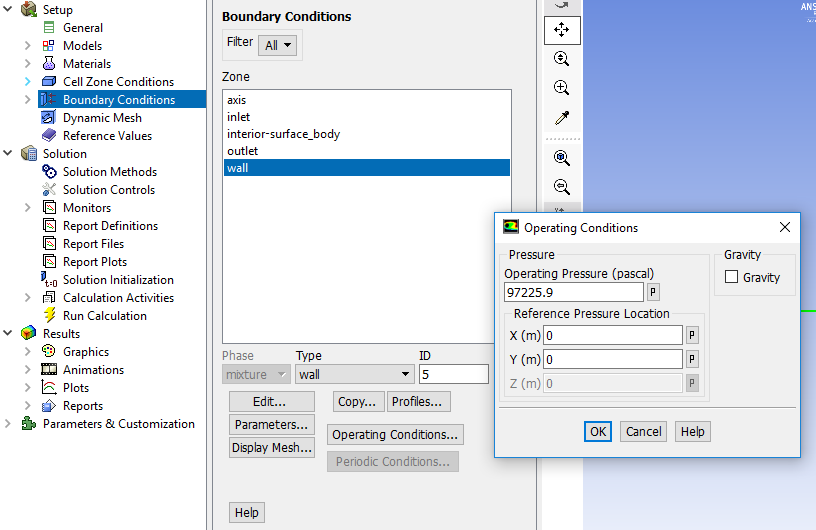 Setup
General
Models
Materials
Cell Zone Conditions
Boundary Conditions
Dynamic Mesh
Reference Values
Solution
Solution Methods
Solution Controls
Monitors
Report Definitions
Report Files
Report Plots
t=0 Solution Initialization
Calculation Activities
Run Calculation
Results
Graphics
Animations
Plots
Reports
Parameters & Customization
Boundary Conditions
Filter All
Zone
axis
inlet
interior-surface_body
outlet
wall
Phase Type ID
mixture wall 5
Edit... Copy... Profiles...
Parameters... Operating Conditions...
Display Mesh... Periodic Conditions...
Help
ANS
Operating Conditions
Pressure
Operating Pressure (pascal)
97225.9 P
Reference Pressure Location
X (m) 0 P
Y (m) 0 P
Z (m) 0 P
Gravity
Gravity
OK Cancel Help